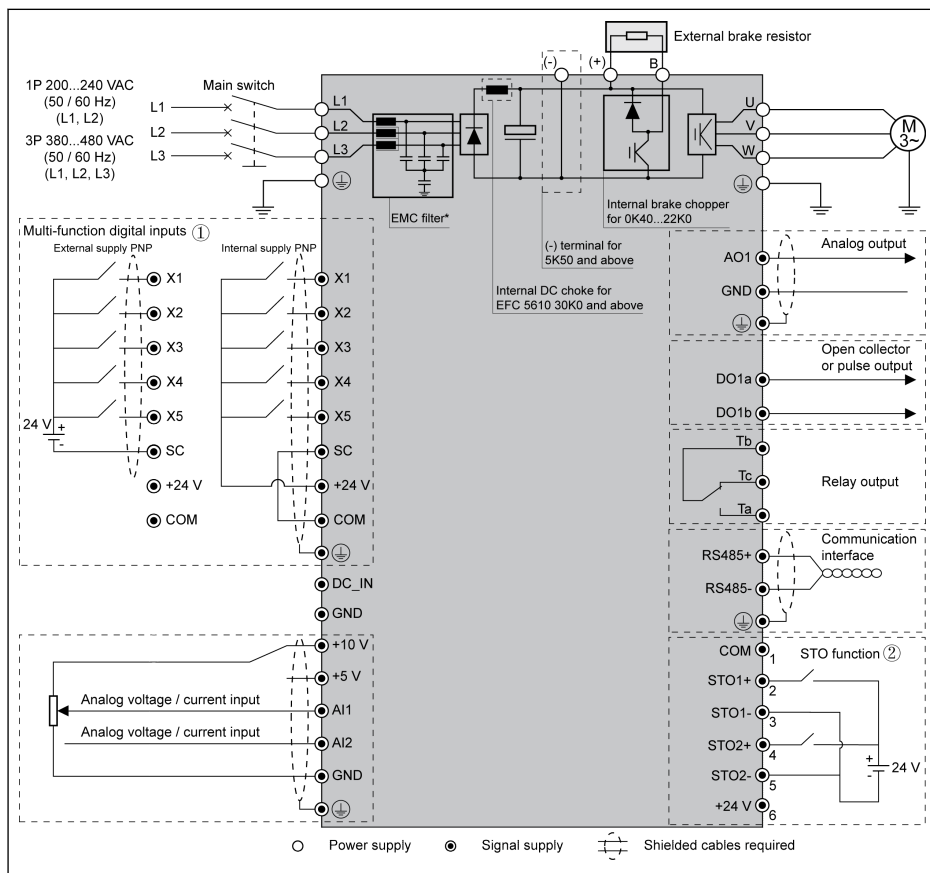 External brake resistor
(-)
(+)
B
1P 200...240 VAC
(50 / 60 Hz)
(L1, L2)
3P 380...480 VAC
(50 / 60 Hz)
(L1, L2, L3)
Main switch
L1
L2
L3
L1
L2
L3
EMC filter*
U
V
W
M
3~
Internal brake chopper
for 0K40...22K0
(-) terminal for
5K50 and above
Internal DC choke for
EFC 5610 30K0 and above
Multi-function digital inputs ①
External supply PNP
Internal supply PNP
X1
X2
X3
X4
X5
24 V
+
-
SC
+24 V
COM
X1
X2
X3
X4
X5
SC
+24 V
COM
DC_IN
GND
+10 V
+5 V
Analog voltage / current input
AI1
Analog voltage / current input
AI2
GND
AO1
Analog output
GND
Open collector
or pulse output
DO1a
DO1b
Tb
Tc
Relay output
Ta
Communication
interface
RS485+
RS485-
COM
1
STO function ②
STO1+
2
STO1-
3
STO2+
4
STO2-
5
+24 V
6
+
-
24 V
Power supply
Signal supply
Shielded cables required